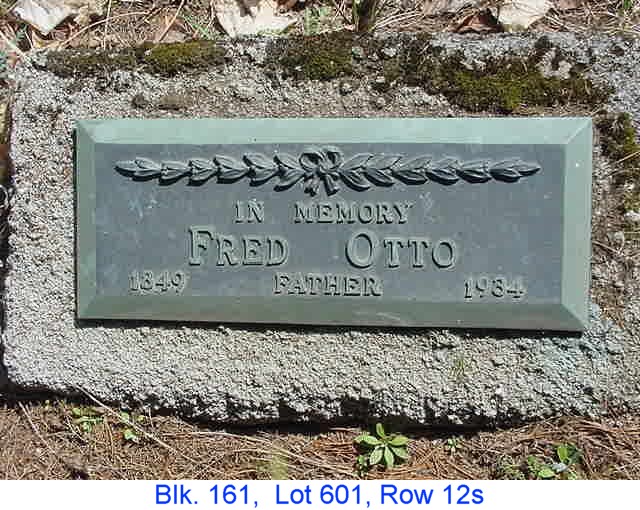 IN MEMORY
FRED OTTO
1849 FATHER 1934
Blk. 161, Lot 601, Row 12s